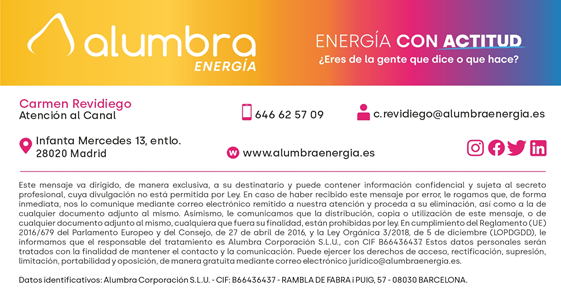 alumbra
ENERGÍA
ENERGÍA CON ACTITUD
¿Eres de la gente que dice o que hace?
Carmen Revidiego
Atención al Canal
646 62 57 09
c.revidiego@alumbraenergia.es
Infanta Mercedes 13, entlo.
28020 Madrid
www.alumbraenergia.es
Este mensaje va dirigido, de manera exclusiva, a su destinatario y puede contener información confidencial y sujeta al secreto
profesional, cuya divulgación no está permitida por Ley. En caso de haber recibido este mensaje por error, le rogamos que, de forma
inmediata, nos lo comunique mediante correo electrónico remitido a nuestra atención y proceda a su eliminación, así como a la de
cualquier documento adjunto al mismo. Asimismo, le comunicamos que la distribución, copia o utilización de este mensaje, o de
cualquier documento adjunto al mismo, cualquiera que fuera su finalidad, están prohibidas por ley. En cumplimiento del Reglamento (UE)
2016/679 del Parlamento Europeo y del Consejo, de 27 de abril de 2016, y la Ley Orgánica 3/2018, de 5 de diciembre (LOPDGDD), le
informamos que el responsable del tratamiento es Alumbra Corporación S.L.U., con CIF B66436437 Estos datos personales serán
tratados con la finalidad de mantener el contacto y la comunicación. Puede ejercer los derechos de acceso, rectificación, supresión,
limitación, portabilidad y oposición, de manera gratuita mediante correo electrónico juridico@alumbraenergia.es.
Datos identificativos: Alumbra Corporación S.L.U. - CIF: B66436437 - RAMBLA DE FABRA i PUIG, 57 - 08030 BARCELONA.